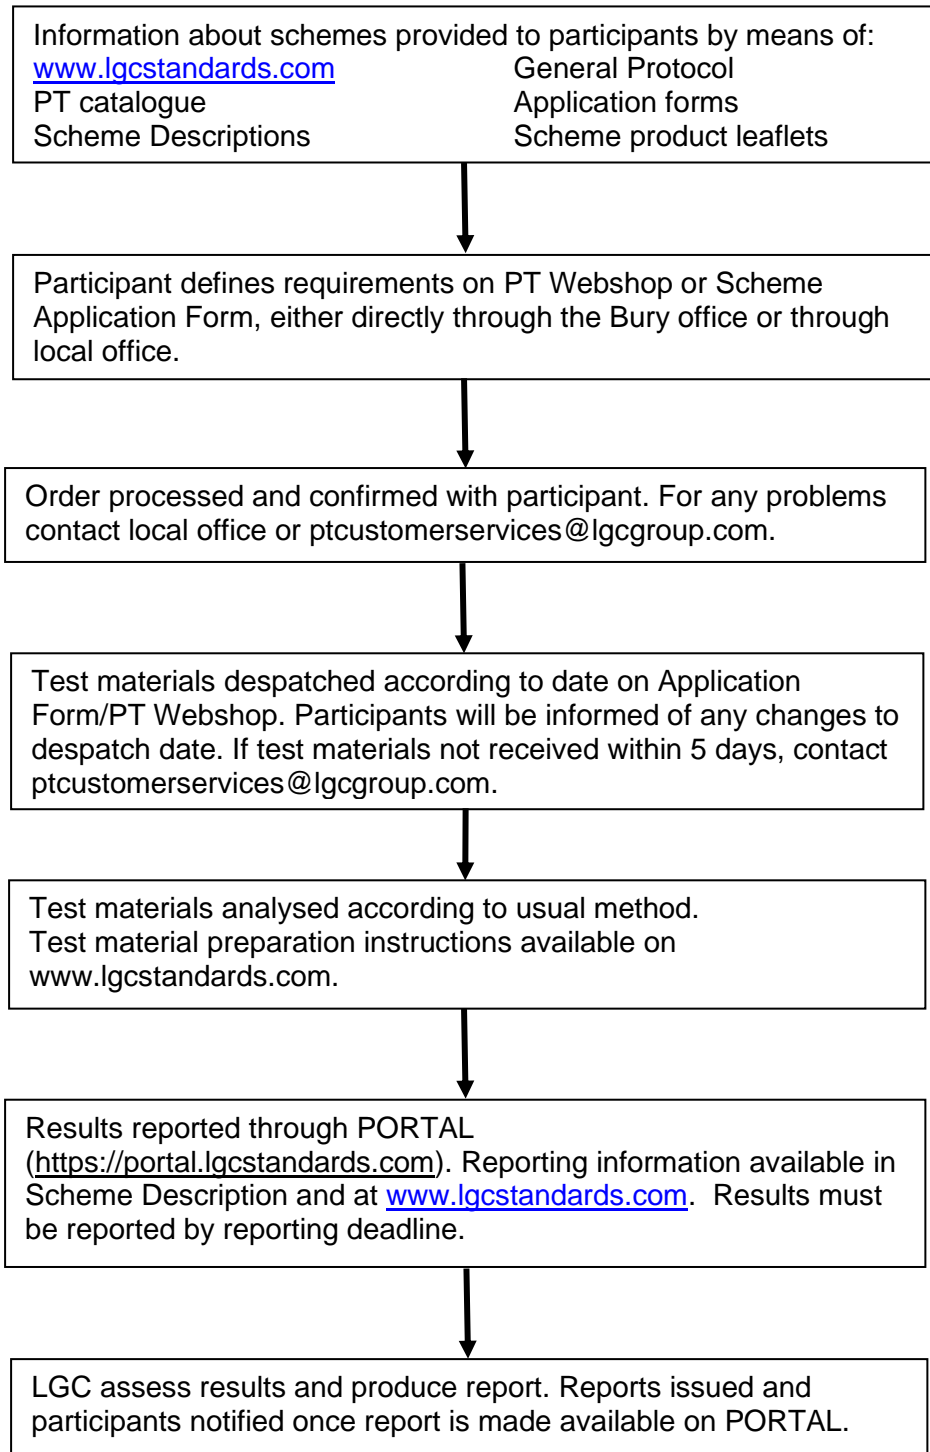 Information about schemes provided to participants by means of:
www.lgcstandards.com General Protocol
PT catalogue Application forms
Scheme Descriptions Scheme product leaflets
Participant defines requirements on PT Webshop or Scheme
Application Form, either directly through the Bury office or through
local office.
Order processed and confirmed with participant. For any problems
contact local office or ptcustomerservices@lgcgroup.com.
Test materials despatched according to date on Application
Form/PT Webshop. Participants will be informed of any changes to
despatch date. If test materials not received within 5 days, contact
ptcustomerservices@lgcgroup.com.
Test materials analysed according to usual method.
Test material preparation instructions available on
www.lgcstandards.com.
Results reported through PORTAL
(https://portal.lgcstandards.com). Reporting information available in
Scheme Description and at www.lgcstandards.com. Results must
be reported by reporting deadline.
LGC assess results and produce report. Reports issued and
participants notified once report is made available on PORTAL.